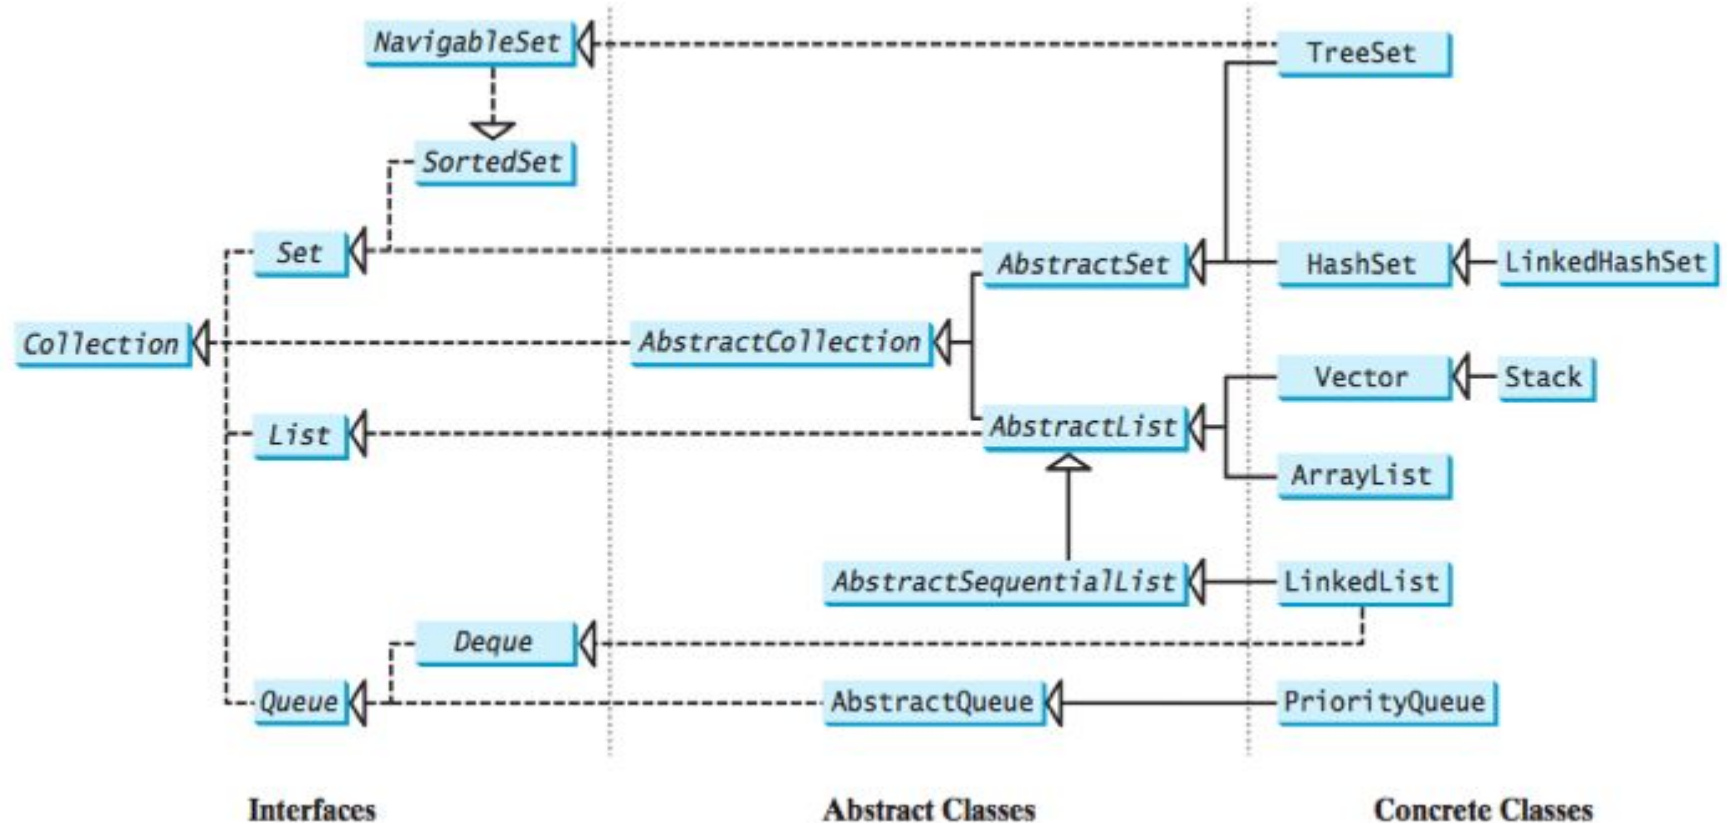 NavigableSet
TreeSet
SortedSet
Set
AbstractSet
HashSet
LinkedHashSet
Collection
AbstractCollection
Vector
Stack
List
AbstractList
ArrayList
AbstractSequentialList
LinkedList
Deque
Queue
AbstractQueue
PriorityQueue
Interfaces
Abstract Classes
Concrete Classes